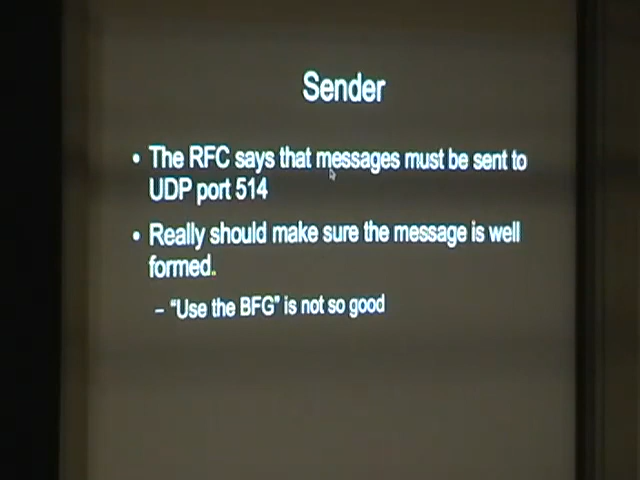 Sender
• The RFC says that messages must be sent to
UDP port 514
• Really should make sure the message is well
formed.
– "Use the BFG" is not so good